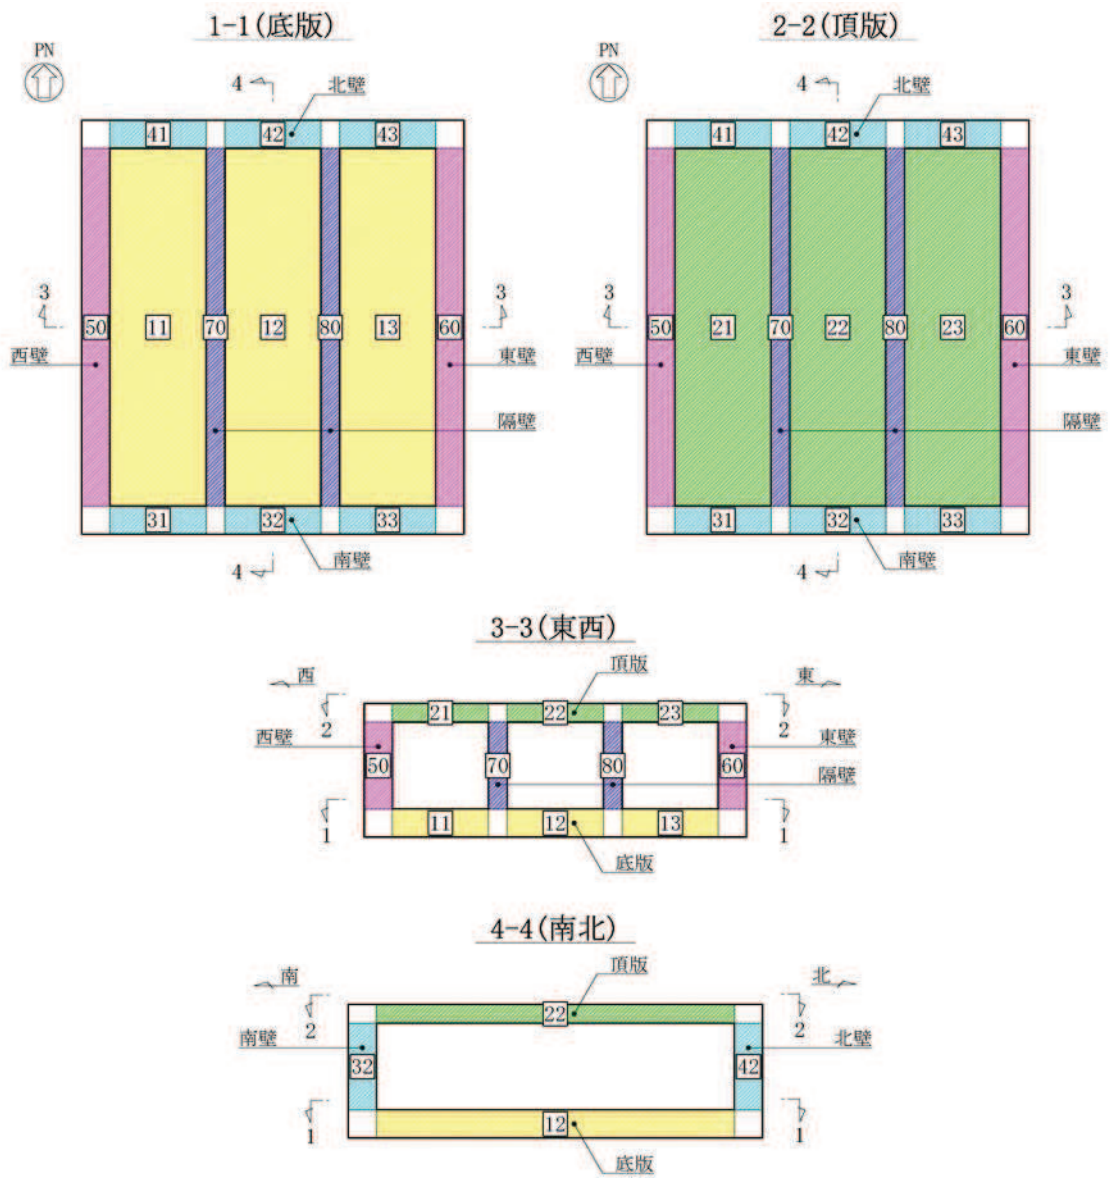 1-1(底版)
2-2(頂版)
PN
PN
4
北壁
4
北壁
41 42 43
41 42 43
3
3
3
3
50 11 70 12 80 13 60
50 21 70 22 80 23 60
西壁
東壁
西壁
東壁
隔壁
隔壁
31 32 33
31 32 33
4
南壁
4
南壁
3-3(東西)
西
頂版
東
2
21 22 23
2
西壁
東壁
50 70 80 60
隔壁
1
11 12 13
1
底版
4-4(南北)
南
頂版
北
2
22
2
南壁
北壁
32
42
1
12
1
底版